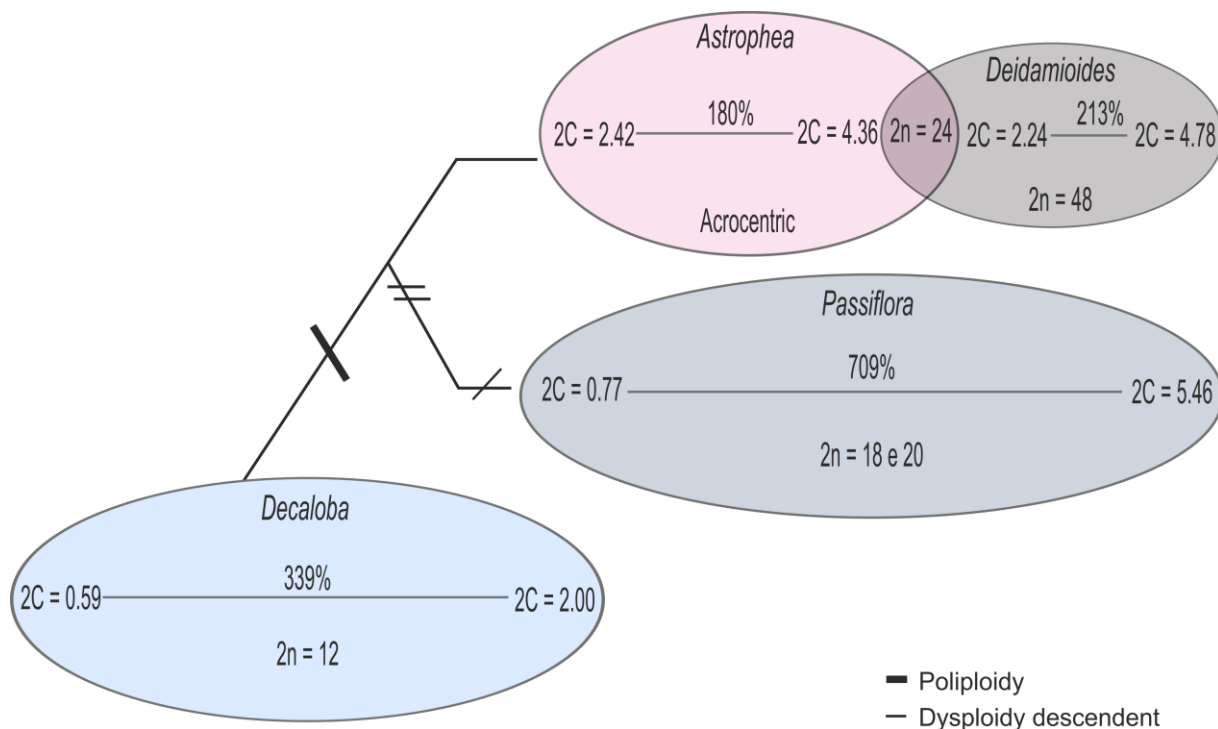 Astrophea
180%
2C = 2.42
2C = 4.36
Acrocentric
2n = 24
Deidamioides
213%
2C = 2.24
2C = 4.78
2n = 48
Passiflora
709%
2C = 0.77
2C = 5.46
2n = 18 e 20
Decaloba
339%
2C = 0.59
2C = 2.00
2n = 12
Poliploidy
Dysploidy descendent